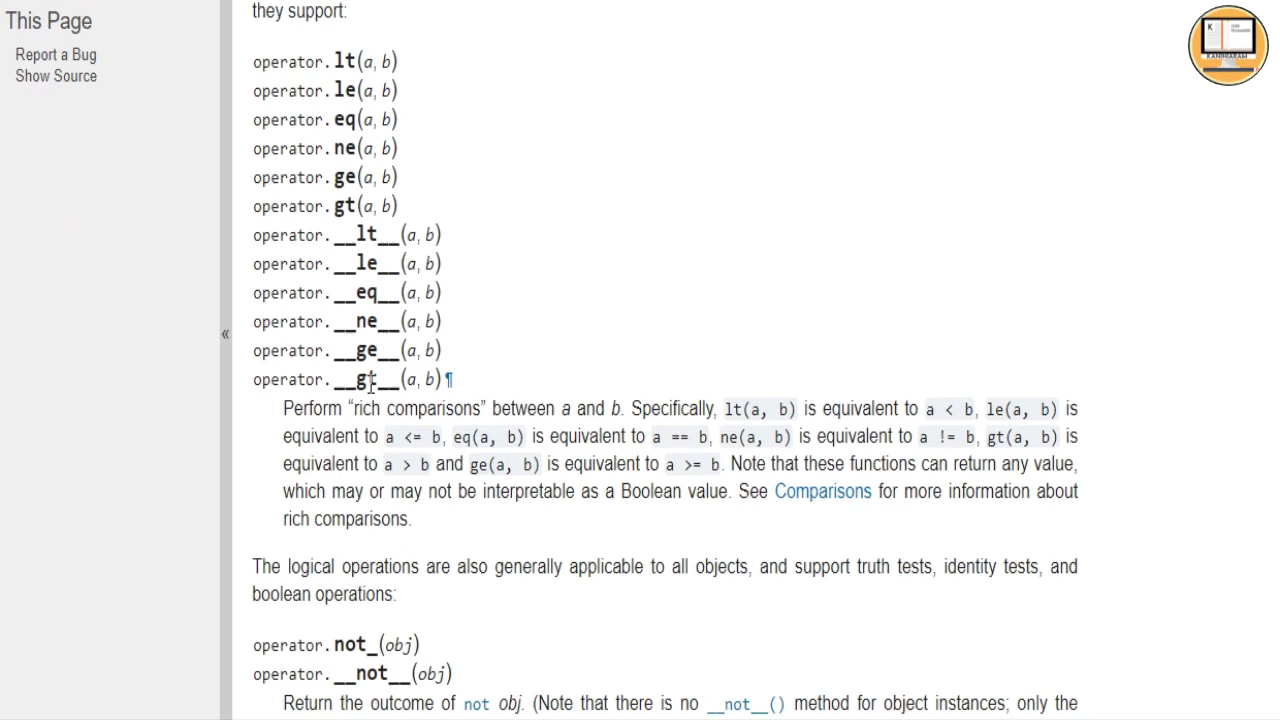 This Page
Report a Bug
Show Source
they support:
operator.lt(a, b)
operator.le(a, b)
operator.eq(a, b)
operator.ne(a, b)
operator.ge(a, b)
operator.gt(a, b)
operator.__lt__(a, b)
operator.__le__(a, b)
operator.__eq__(a, b)
operator.__ne__(a, b)
operator.__ge__(a, b)
operator.__gt__(a, b)¶
Perform “rich comparisons” between a and b. Specifically, lt(a, b) is equivalent to a < b, le(a, b) is
equivalent to a <= b, eq(a, b) is equivalent to a == b, ne(a, b) is equivalent to a != b, gt(a, b) is
equivalent to a > b and ge(a, b) is equivalent to a >= b. Note that these functions can return any value,
which may or may not be interpretable as a Boolean value. See Comparisons for more information about
rich comparisons.
The logical operations are also generally applicable to all objects, and support truth tests, identity tests, and
boolean operations:
operator.not_(obj)
operator.__not__(obj)
Return the outcome of not obj. (Note that there is no __not__() method for object instances; only the
«
K
KANINIARAM